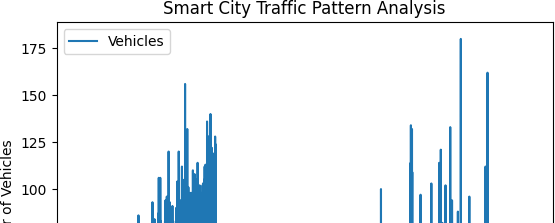 Smart City Traffic Pattern Analysis
Vehicles
175
150
125
100
r of Vehicles